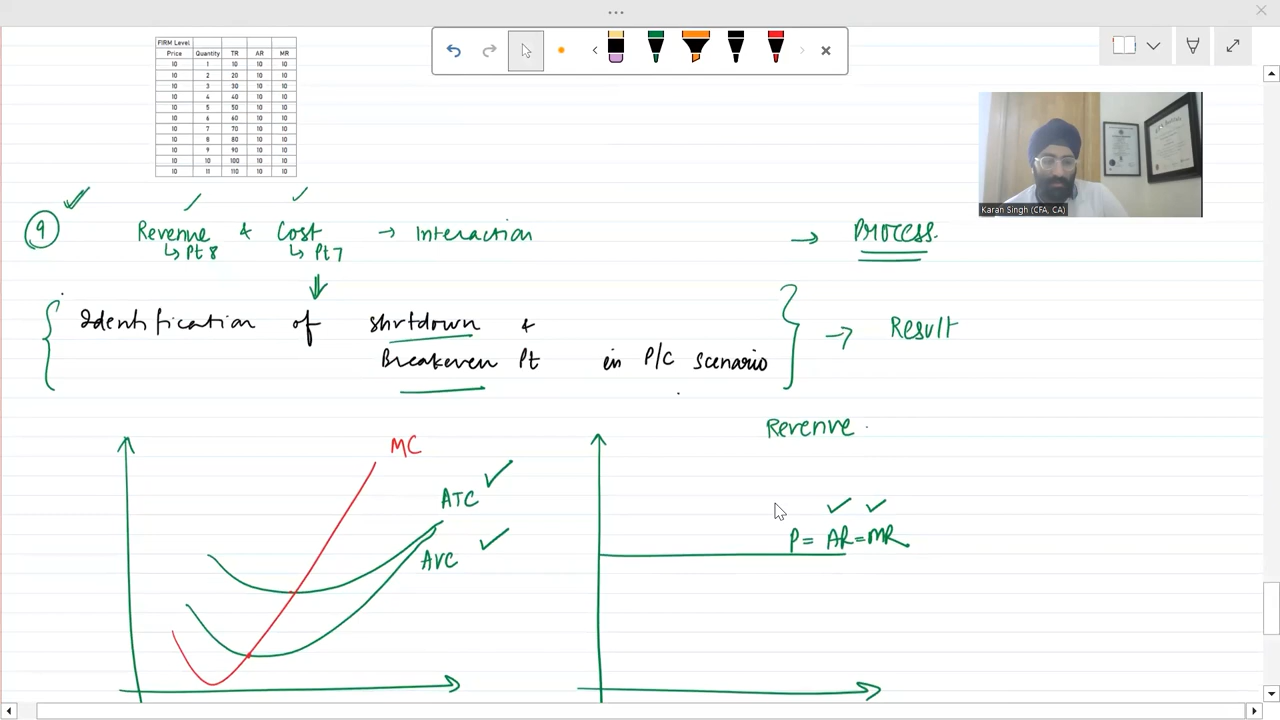 FIRM Level
Price Quantity TR AR MR
10 1 10 10 10
10 2 20 10 10
10 3 30 10 10
10 4 40 10 10
10 5 50 10 10
10 6 60 10 10
10 7 70 10 10
10 8 80 10 10
10 9 90 10 10
10 10 100 10 10
10 11 110 10 10
Karan Singh (CFA, CA)
9 Revenue & Cost → Interaction → PROCESS.
↳ Pt 8 ↳ Pt 7
Identification of shrtdown &
Breakeven Pt in P/C scenario → Result
Revenve
MC
ATC
AVC
P = AR = MR